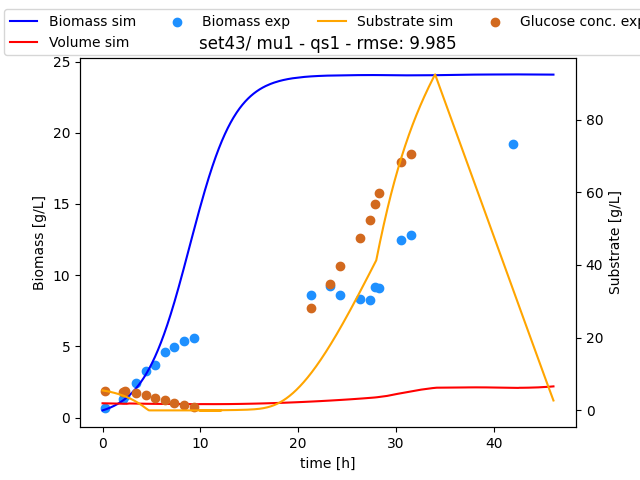 Biomass sim
Biomass exp
Substrate sim
Glucose conc. exp
Volume sim
set43/ mu1 - qs1 - rmse: 9.985
25
20
15
10
5
0
Biomass [g/L]
80
60
40
20
0
Substrate [g/L]
0 10 20 30 40
time [h]